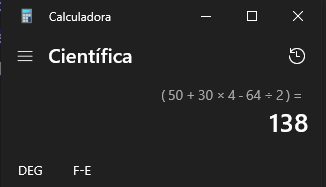 Calculadora
Científica
( 50 + 30 × 4 - 64 ÷ 2 ) =
138
DEG F-E